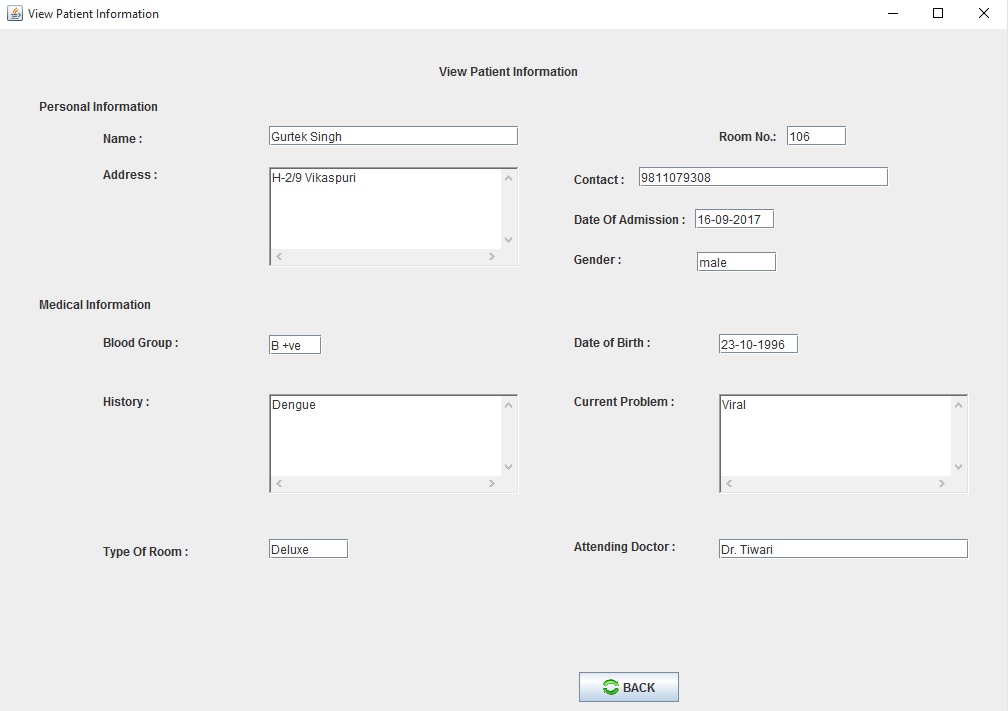 View Patient Information
View Patient Information
Personal Information
Name : Gurtek Singh Room No.: 106
Address : H-2/9 Vikaspuri Contact : 9811079308
Date Of Admission : 16-09-2017
Gender : male
Medical Information
Blood Group : B +ve Date of Birth : 23-10-1996
History : Dengue Current Problem : Viral
Type Of Room : Deluxe Attending Doctor : Dr. Tiwari
BACK